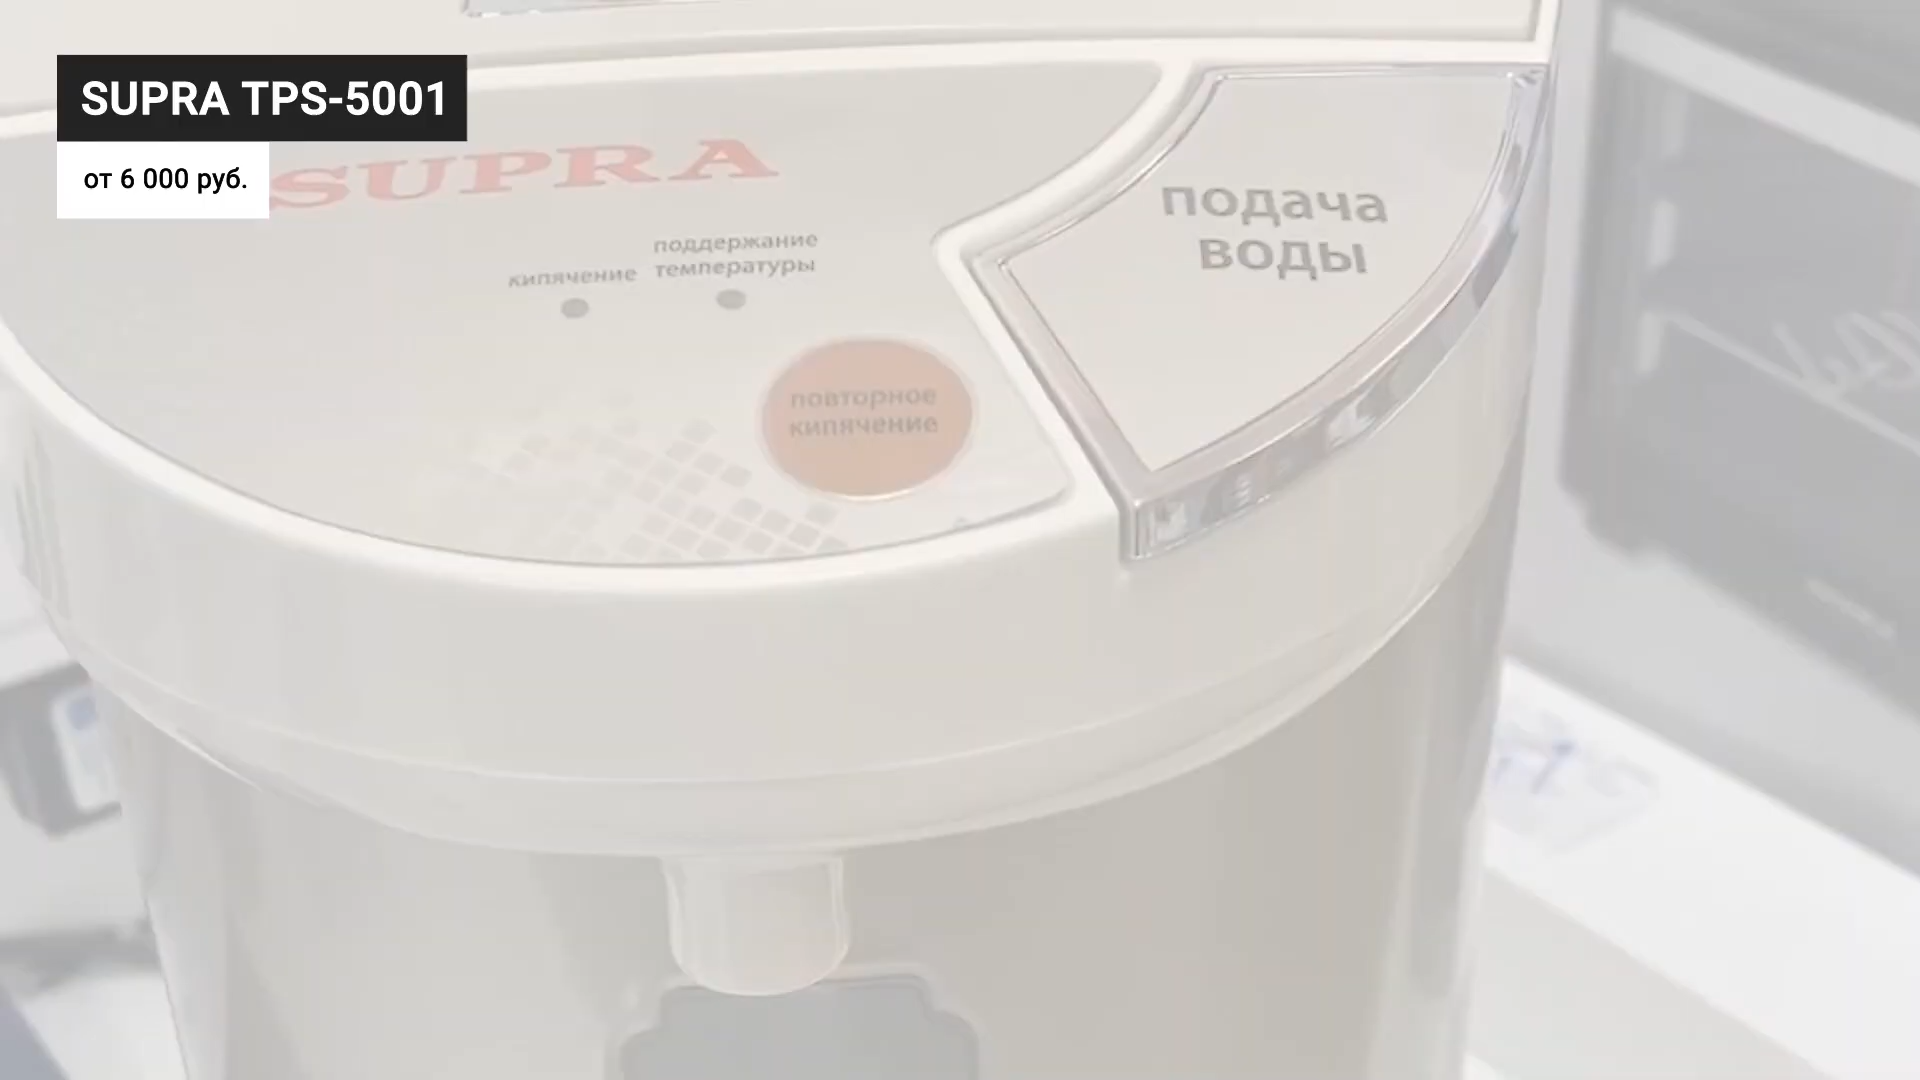 SUPRA TPS-5001
от 6 000 руб.
SUPRA
кипячение
поддержание
температуры
повторное
кипячение
подача
воды